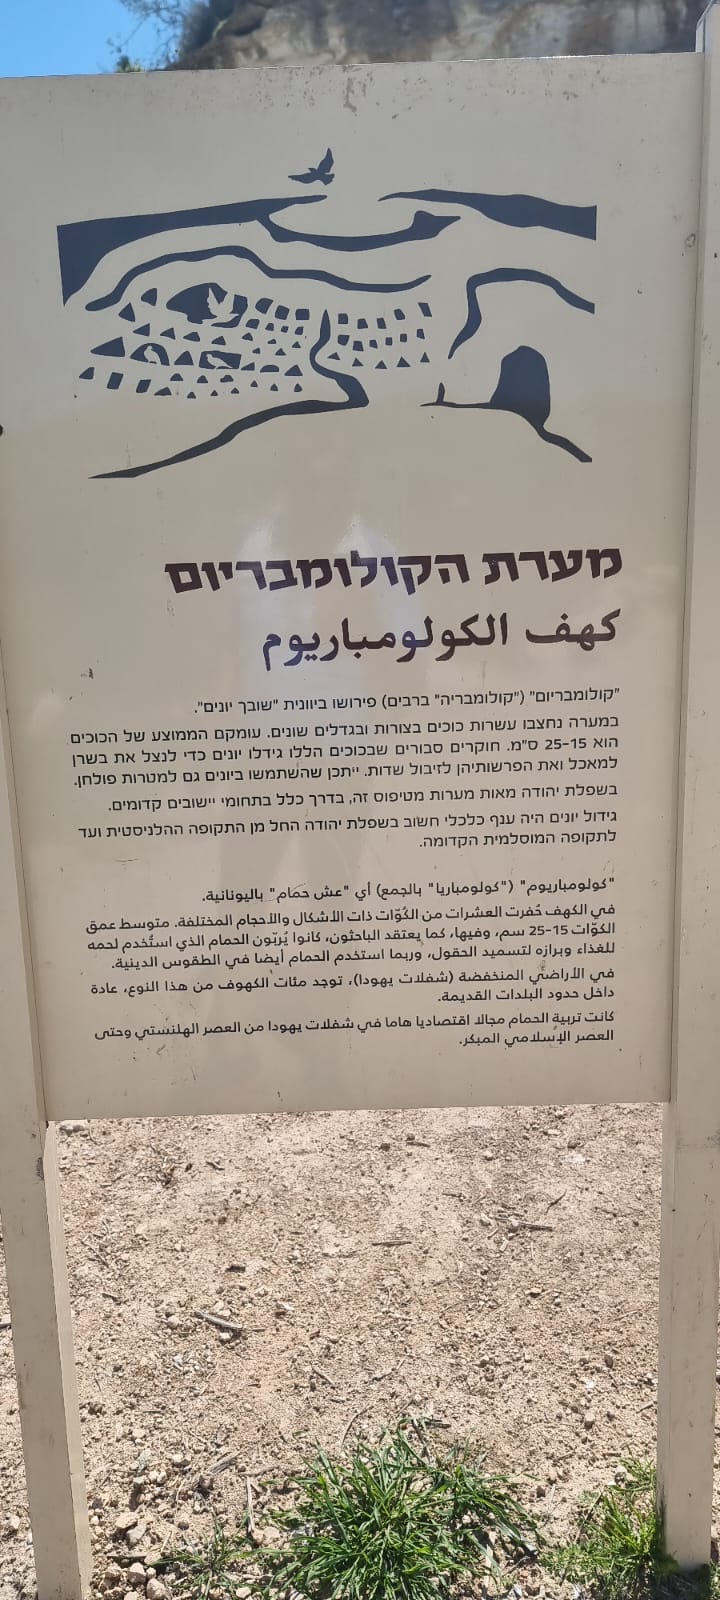 מערת הקולומבריום
كهف الكولومباريوم
"קולומבריום" ("קולומבריה" ברבים) פירושו ביוונית "שובך יונים".
במערה נחצבו עשרות כוכים בצורות ובגדלים שונים. עומקם הממוצע של הכוכים
הוא 25-15 ס"מ. חוקרים סבורים שבכוכים הללו גידלו יונים כדי לנצל את בשרן
למאכל ואת הפרשותיהן לזיבול שדות. ייתכן שהשתמשו ביונים גם למטרות פולחן.
בשפלת יהודה מאות מערות מטיפוס זה, בדרך כלל בתחומי יישובים קדומים.
גידול יונים היה ענף כלכלי חשוב בשפלת יהודה החל מן התקופה ההלניסטית ועד
לתקופה המוסלמית הקדומה.
"كولومباريوم" ("كولومباريا" بالجمع) أي "عش حمام" باليونانية.
في الكهف حُفرت العشرات من الكُوّات ذات الأشكال والأحجام المختلفة. متوسط عمق
الكوّات 15-25 سم، وفيها، كما يعتقد الباحثون، كانوا يُربّون الحمام الذي استُخدم لحمه
للغذاء وبرازه لتسميد الحقول، وربما استخدم الحمام أيضا في الطقوس الدينية.
في الأراضي المنخفضة (شفلات يهودا)، توجد مئات الكهوف من هذا النوع، عادة
داخل حدود البلدات القديمة.
كانت تربية الحمام مجالا اقتصاديا هاما في شفلات يهودا من العصر الهلنستي وحتى
العصر الإسلامي المبكر.